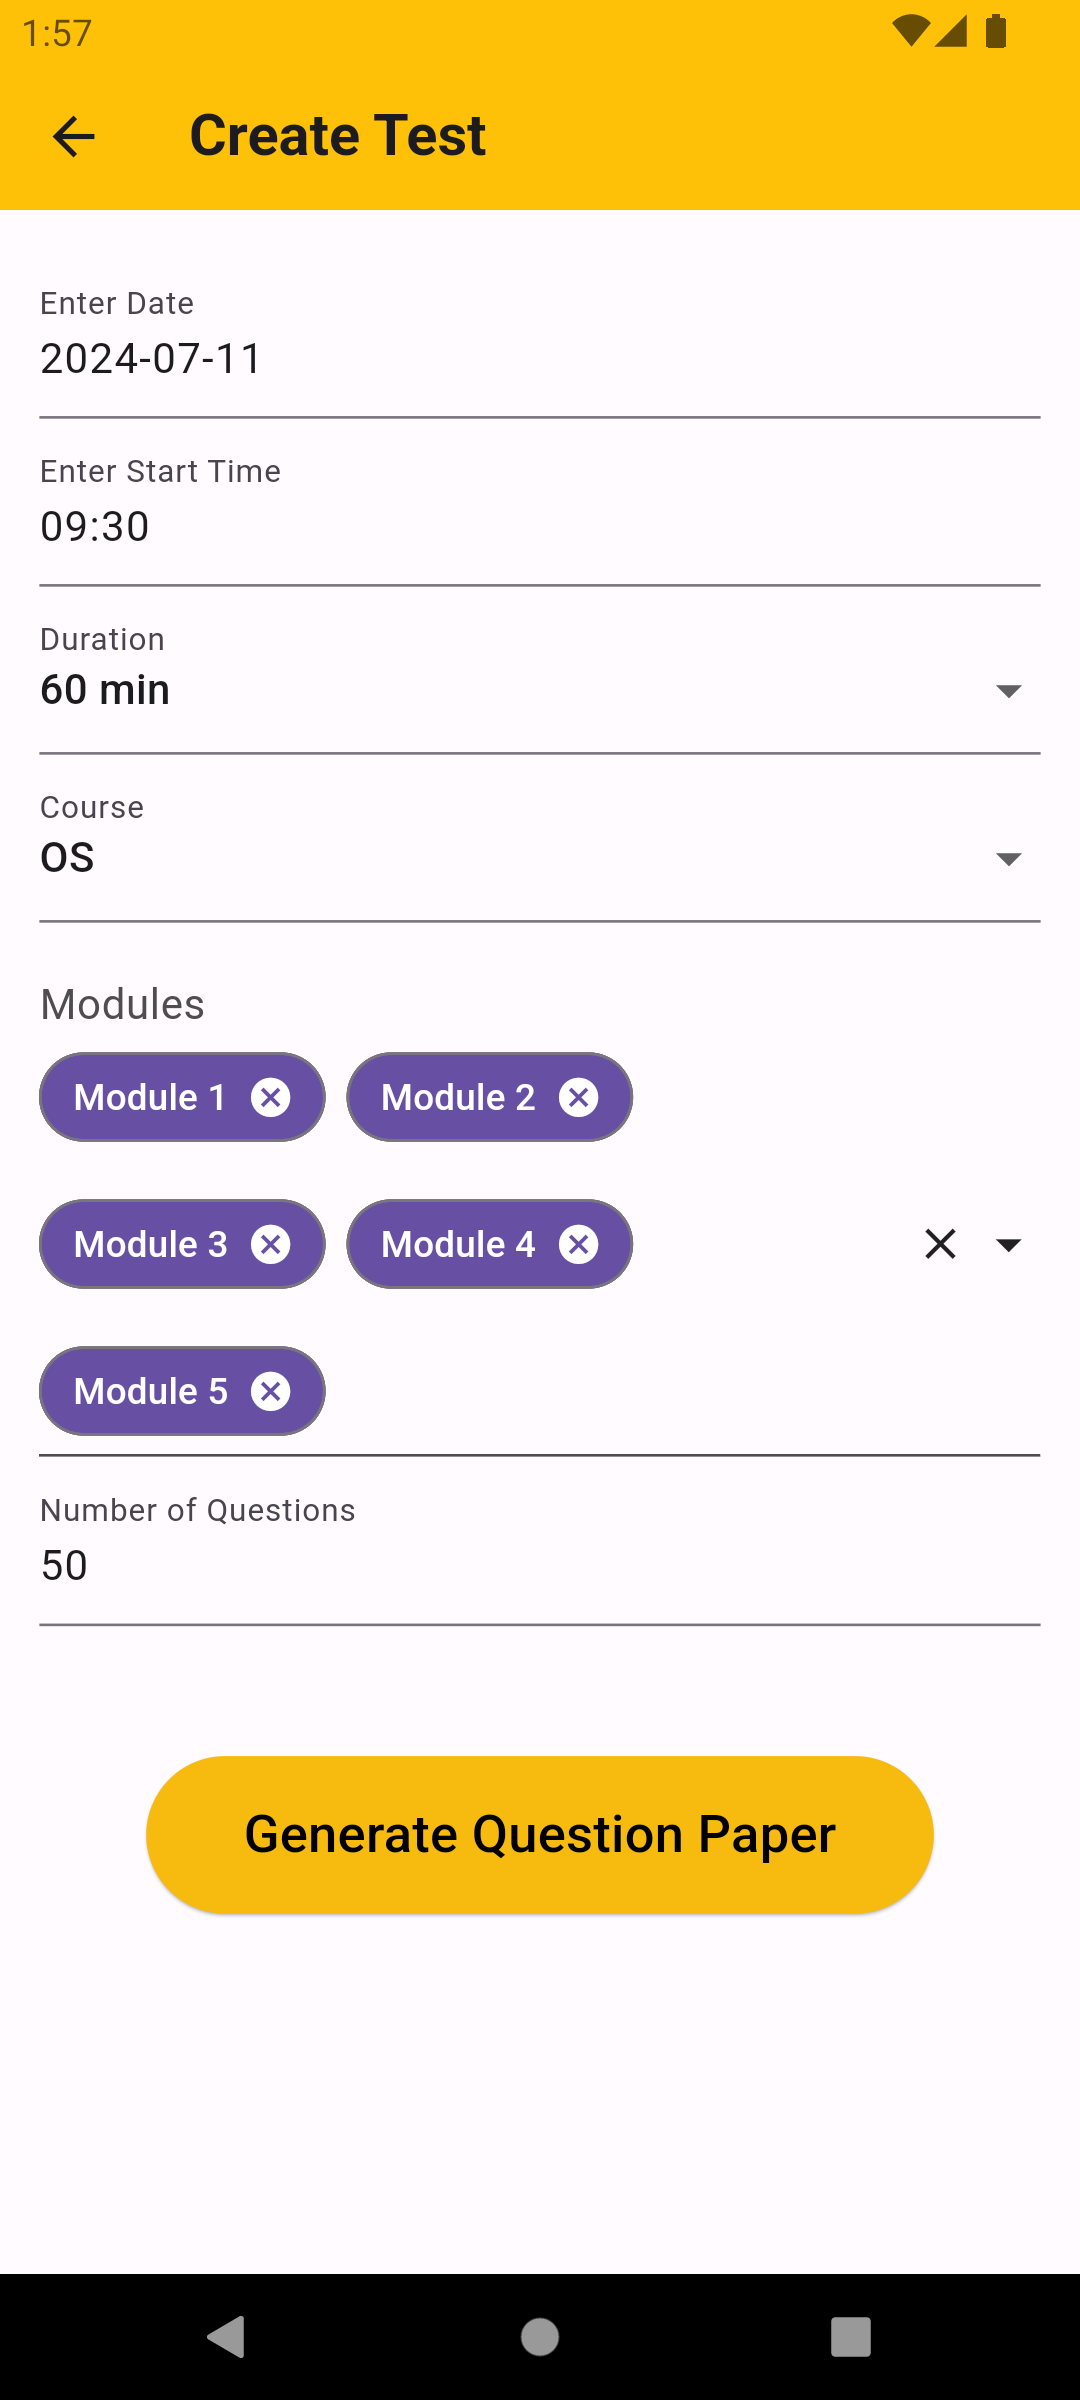 1:57
Create Test
Enter Date
2024-07-11
Enter Start Time
09:30
Duration
60 min
Course
OS
Modules
Module 1 Module 2
Module 3 Module 4
Module 5
Number of Questions
50
Generate Question Paper